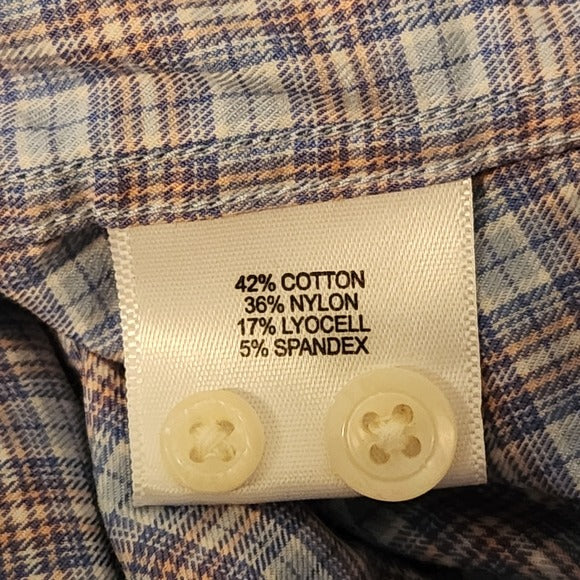 42% COTTON
36% NYLON
17% LYOCELL
5% SPANDEX